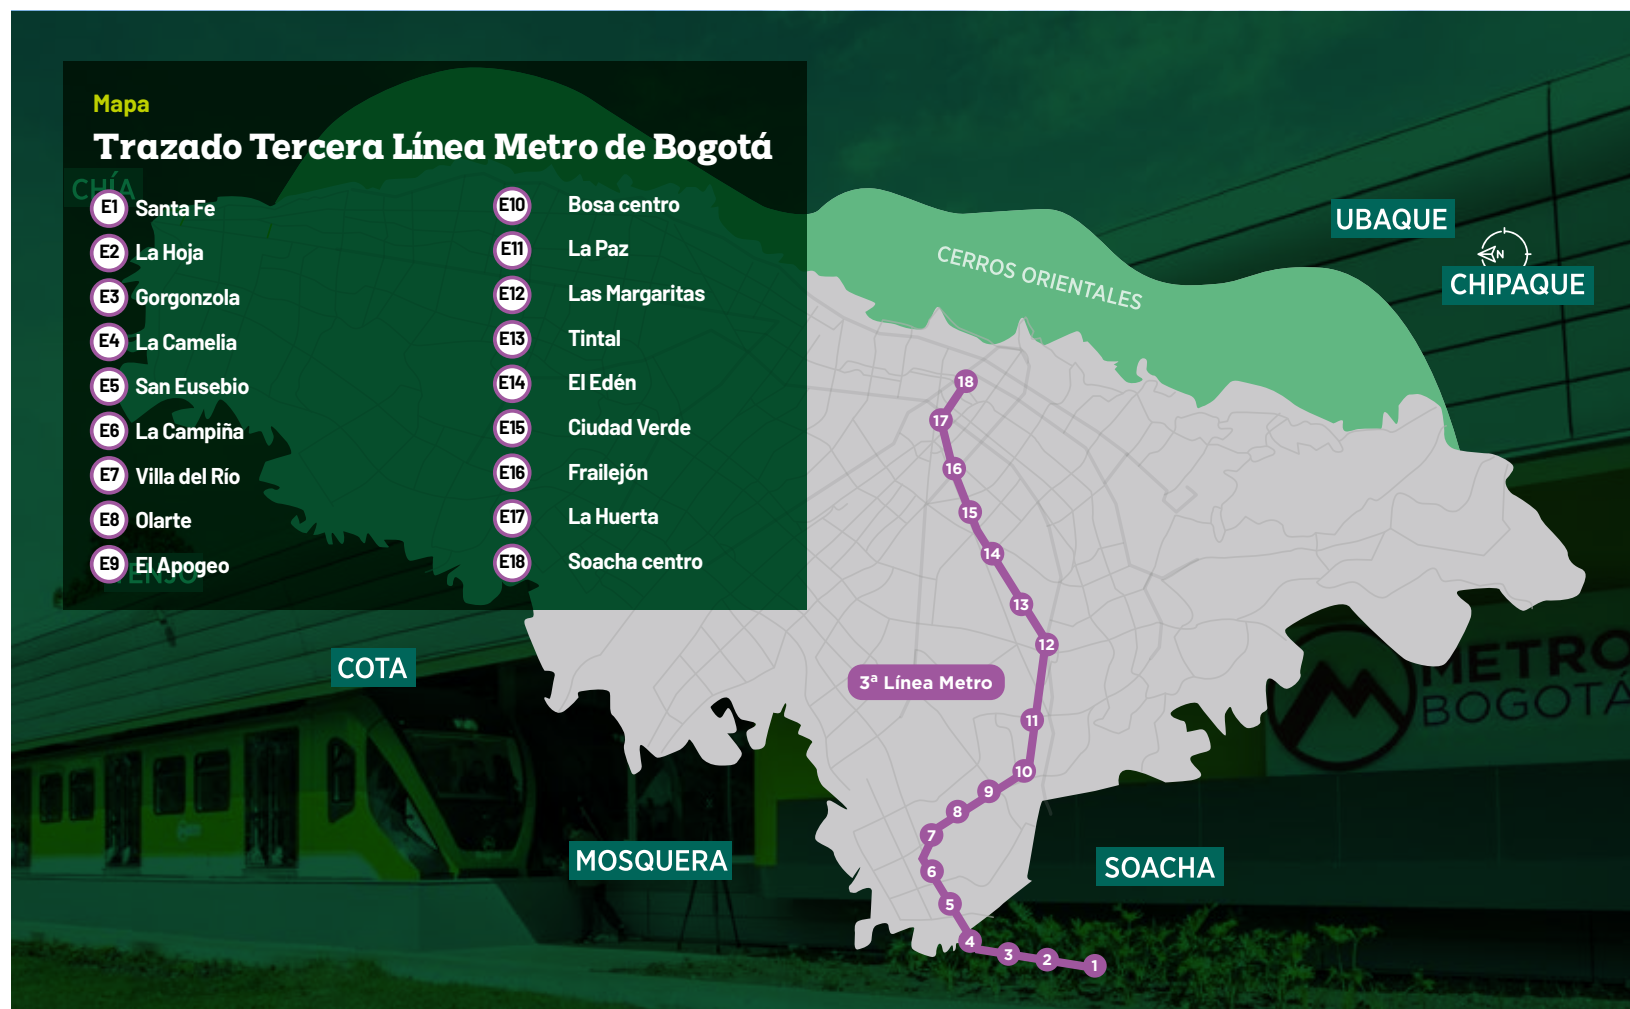 Mapa
Trazado Tercera Línea Metro de Bogotá
CHÍA
E1 Santa Fe
E2 La Hoja
E3 Gorgonzola
E4 La Camelia
E5 San Eusebio
E6 La Campiña
E7 Villa del Río
E8 Olarte
E9 El Apogeo
E10 Bosa centro
E11 La Paz
E12 Las Margaritas
E13 Tintal
E14 El Edén
E15 Ciudad Verde
E16 Frailejón
E17 La Huerta
E18 Soacha centro
CERROS ORIENTALES
UBAQUE
N
CHIPAQUE
18
17
16
15
14
13
12
3ª Línea Metro
11
10
9
8
7
6
5
4
3
2
1
COTA
MOSQUERA
SOACHA
METRO
BOGOTÁ